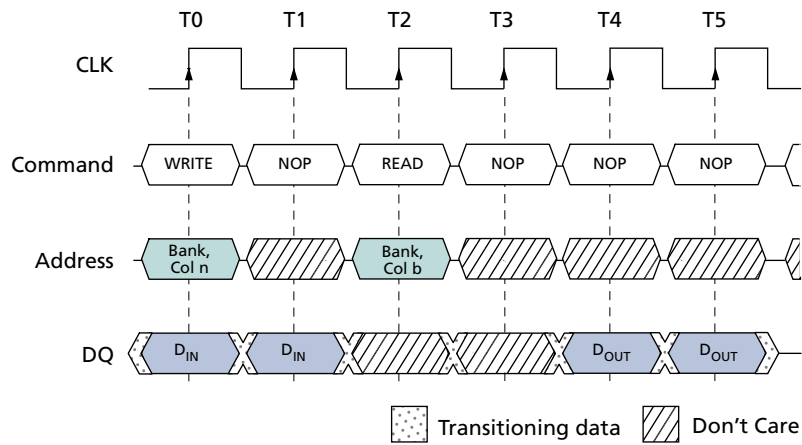 T0 T1 T2 T3 T4 T5
CLK
Command WRITE NOP READ NOP NOP NOP
Address Bank, Col n Bank, Col b
DQ DIN DIN DOUT DOUT
Transitioning data Don't Care